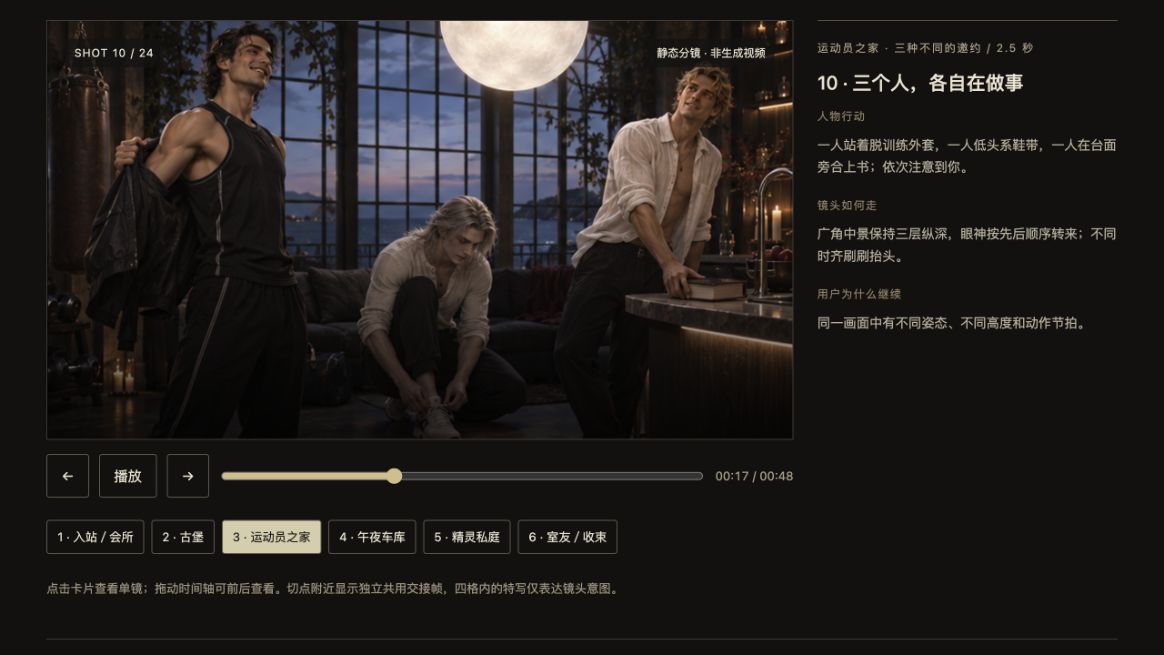 SHOT 10 / 24
静态分镜 · 非生成视频
运动员之家 · 三种不同的邀约 / 2.5 秒
10 · 三个人，各自在做事
人物行动
一人站着脱训练外套，一人低头系鞋带，一人在台面
旁合上书；依次注意到你。
镜头如何走
广角中景保持三层纵深，眼神按先后顺序转来；不同
时齐刷刷抬头。
用户为什么继续
同一画面中有不同姿态、不同高度和动作节拍。
← 播放 → 00:17 / 00:48
1 · 入站 / 会所 2 · 古堡 3 · 运动员之家 4 · 午夜车库 5 · 精灵私庭 6 · 室友 / 收束
点击卡片查看单镜；拖动时间轴可前后查看。切点附近显示独立共用交接帧，四格内的特写仅表达镜头意图。